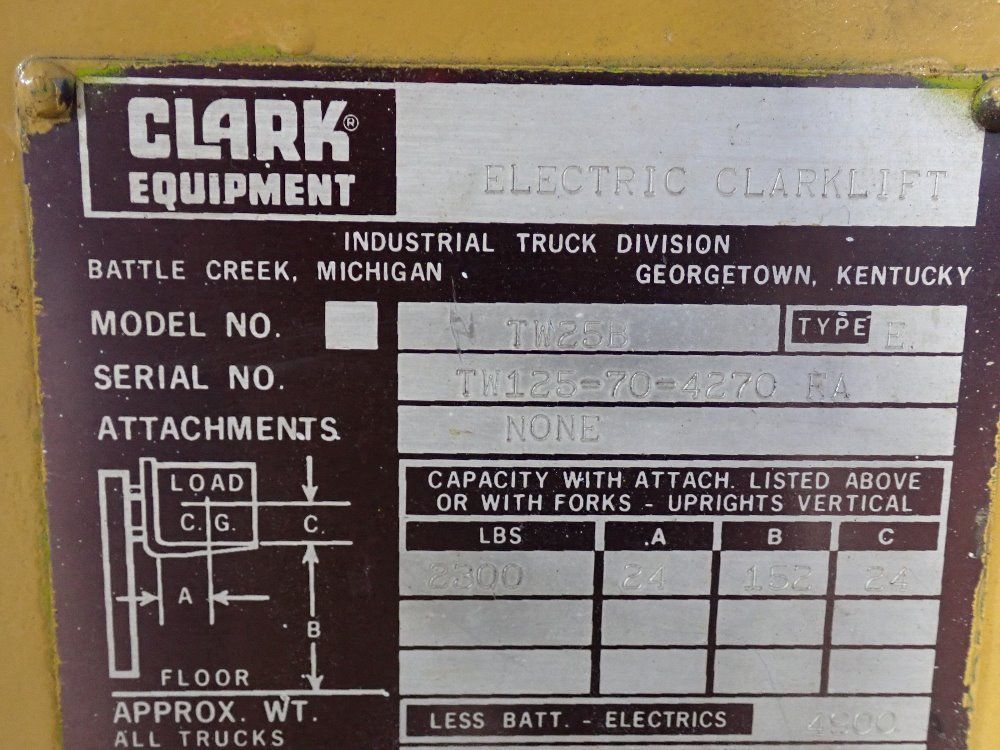 CLARK®
EQUIPMENT
ELECTRIC CLARKLIFT
INDUSTRIAL TRUCK DIVISION
BATTLE CREEK, MICHIGAN . GEORGETOWN, KENTUCKY
MODEL NO. TW25B TYPE E
SERIAL NO. TW125-70-4270 FA
ATTACHMENTS NONE
CAPACITY WITH ATTACH. LISTED ABOVE
OR WITH FORKS - UPRIGHTS VERTICAL
LBS A B C
2300 24 152 24
LOAD
C. G. C.
A
B
FLOOR
APPROX. WT. LESS BATT. - ELECTRICS 4900
ALL TRUCKS